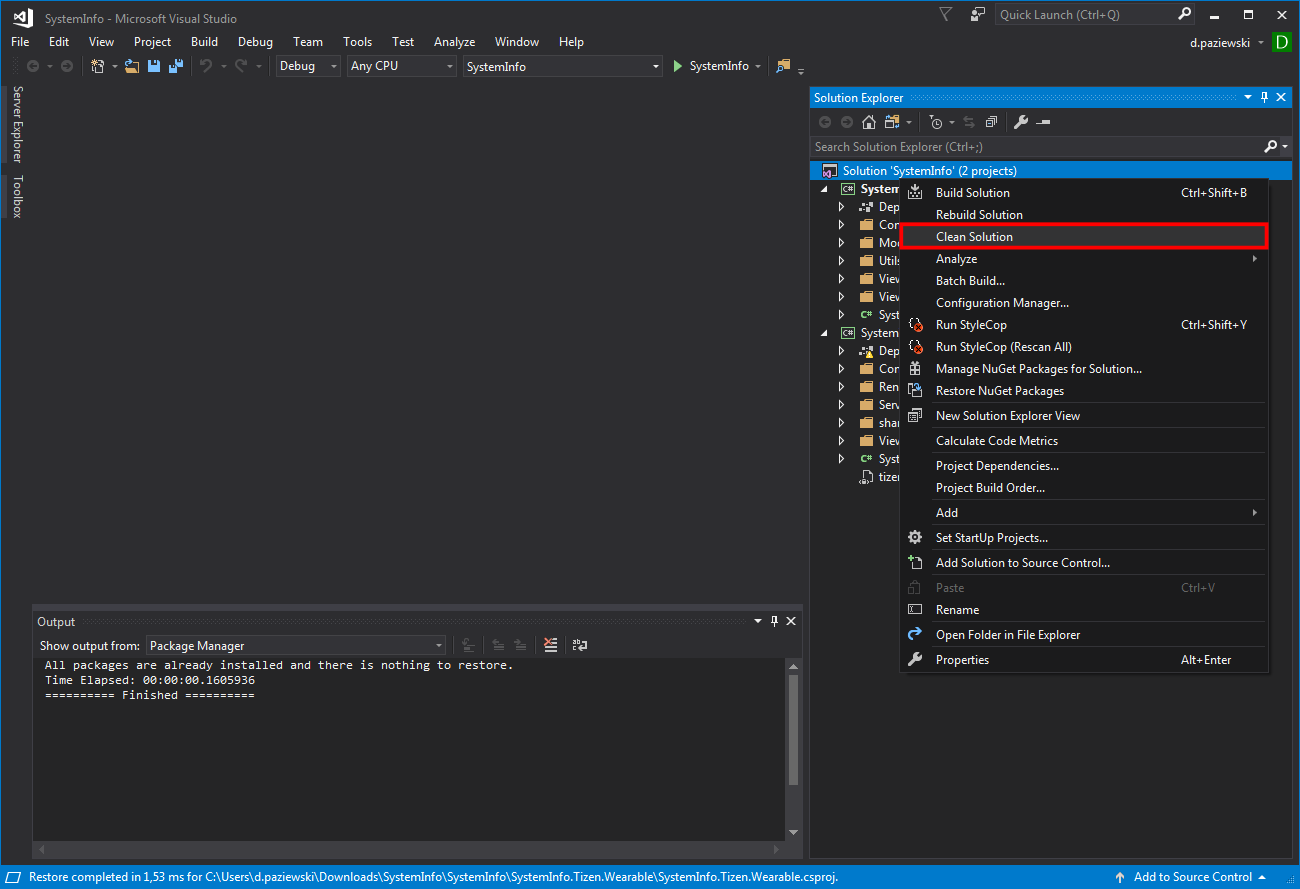 SystemInfo - Microsoft Visual Studio
Quick Launch (Ctrl+Q)
File Edit View Project Build Debug Team Tools Test Analyze Window Help
d.paziewski D
Debug Any CPU SystemInfo SystemInfo
Server Explorer
Toolbox
Solution Explorer
Search Solution Explorer (Ctrl+;)
Solution 'SystemInfo' (2 projects)
C# System
Dep
Con
Mod
Utils
View
View
C# Syst
C# System
Dep
Con
Ren
Serv
shar
View
C# Syst
tizen
Build Solution Ctrl+Shift+B
Rebuild Solution
Clean Solution
Analyze
Batch Build...
Configuration Manager...
Run StyleCop Ctrl+Shift+Y
Run StyleCop (Rescan All)
Manage NuGet Packages for Solution...
Restore NuGet Packages
New Solution Explorer View
Calculate Code Metrics
Project Dependencies...
Project Build Order...
Add
Set StartUp Projects...
Add Solution to Source Control...
Paste Ctrl+V
Rename
Open Folder in File Explorer
Properties Alt+Enter
Output
Show output from: Package Manager
All packages are already installed and there is nothing to restore.
Time Elapsed: 00:00:00.1605936
========== Finished ==========
Restore completed in 1,53 ms for C:\Users\d.paziewski\Downloads\SystemInfo\SystemInfo\SystemInfo.Tizen.Wearable\SystemInfo.Tizen.Wearable.csproj.
Add to Source Control